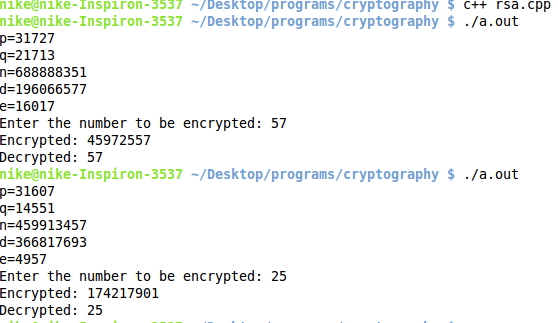 nike@nike-Inspiron-3537 ~/Desktop/programs/cryptography $ c++ rsa.cpp
nike@nike-Inspiron-3537 ~/Desktop/programs/cryptography $ ./a.out
p=31727
q=21713
n=688888351
d=196066577
e=16017
Enter the number to be encrypted: 57
Encrypted: 45972557
Decrypted: 57
nike@nike-Inspiron-3537 ~/Desktop/programs/cryptography $ ./a.out
p=31607
q=14551
n=459913457
d=366817693
e=4957
Enter the number to be encrypted: 25
Encrypted: 174217901
Decrypted: 25